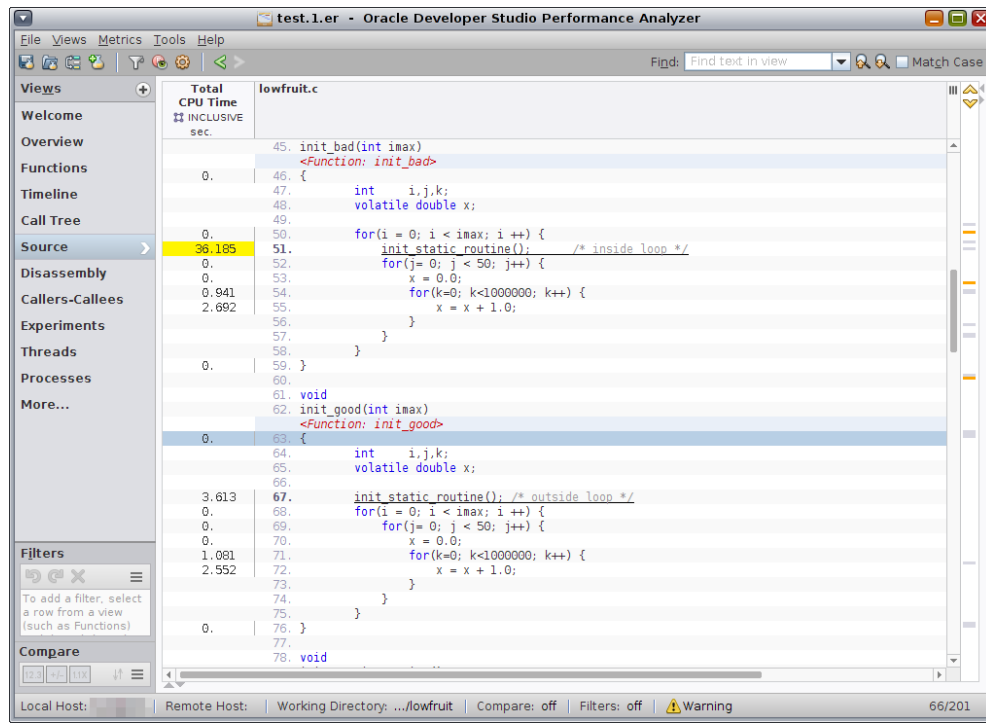 test.1.er - Oracle Developer Studio Performance Analyzer
File Views Metrics Tools Help
Find: Find text in view Match Case
Views
Welcome
Overview
Functions
Timeline
Call Tree
Source
Disassembly
Callers-Callees
Experiments
Threads
Processes
More...
Filters
To add a filter, select
a row from a view
(such as Functions)
Compare
12.3 +/- 1.1X
Total
CPU Time
INCLUSIVE
sec.
lowfruit.c
45. init_bad(int imax)
<Function: init_bad>
0. 46. {
47. int i,j,k;
48. volatile double x;
49.
0. 50. for(i = 0; i < imax; i ++) {
36.185 51. init_static_routine(); /* inside loop */
0. 52. for(j= 0; j < 50; j++) {
0. 53. x = 0.0;
0.941 54. for(k=0; k<1000000; k++) {
2.692 55. x = x + 1.0;
56. }
57. }
58. }
0. 59. }
60.
61. void
62. init_good(int imax)
<Function: init_good>
0. 63. {
64. int i,j,k;
65. volatile double x;
66.
3.613 67. init_static_routine(); /* outside loop */
0. 68. for(i = 0; i < imax; i ++) {
0. 69. for(j= 0; j < 50; j++) {
0. 70. x = 0.0;
1.081 71. for(k=0; k<1000000; k++) {
2.552 72. x = x + 1.0;
73. }
74. }
75. }
0. 76. }
77.
78. void
Local Host: Remote Host: Working Directory: .../lowfruit Compare: off Filters: off Warning 66/201